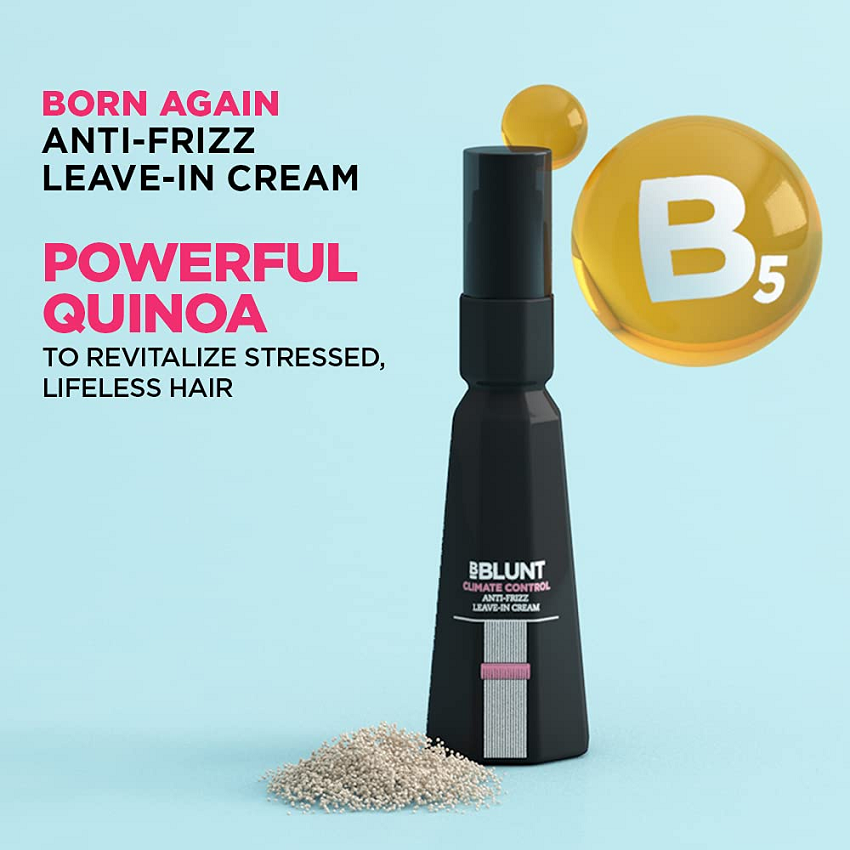 BORN AGAIN
ANTI-FRIZZ
LEAVE-IN CREAM
POWERFUL
QUINOA
TO REVITALIZE STRESSED,
LIFELESS HAIR
B5
BBLUNT
CLIMATE CONTROL
ANTI-FRIZZ
LEAVE-IN CREAM